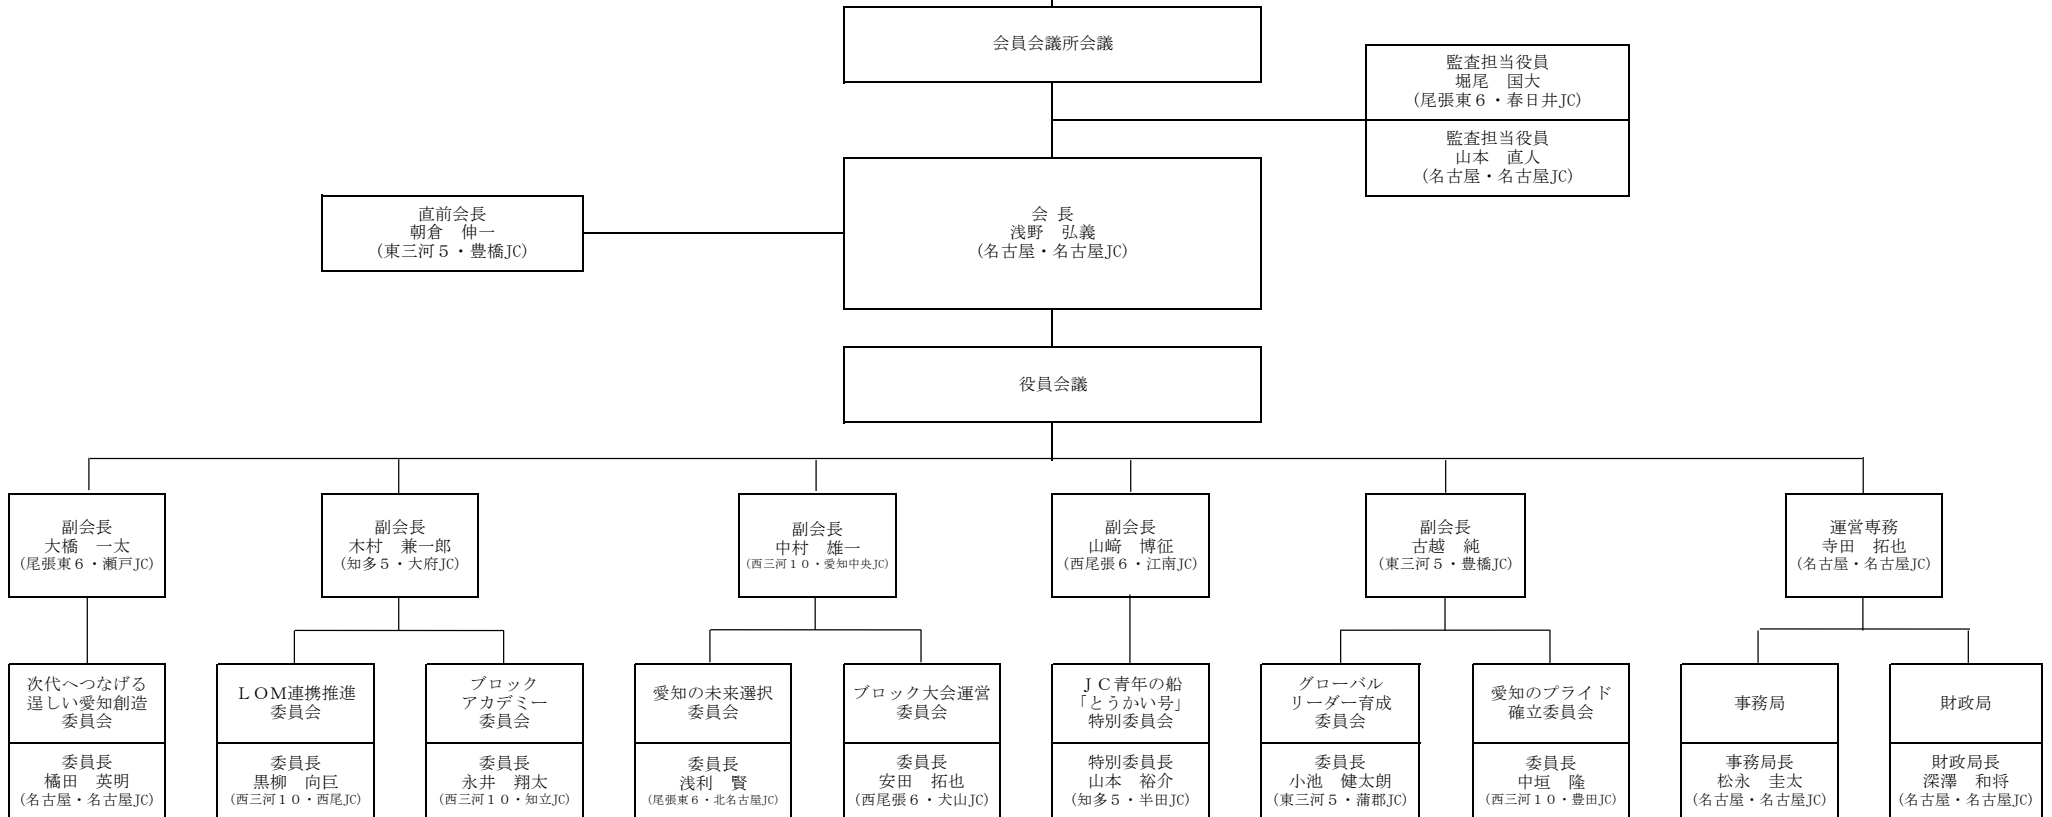 会員会議所会議
監査担当役員
堀尾　国大
（尾張東６・春日井JC）
監査担当役員
山本　直人
（名古屋・名古屋JC）
直前会長
朝倉　伸一
（東三河５・豊橋JC）
会 長
浅野　弘義
（名古屋・名古屋JC）
役員会議
副会長
大橋　一太
（尾張東６・瀬戸JC）
副会長
木村　兼一郎
（知多５・大府JC）
副会長
中村　雄一
（西三河１０・愛知中央JC）
副会長
山﨑　博征
（西尾張６・江南JC）
副会長
古越　純
（東三河５・豊橋JC）
運営専務
寺田　拓也
（名古屋・名古屋JC）
次代へつなげる
逞しい愛知創造
委員会
委員長
橘田　英明
（名古屋・名古屋JC）
ＬＯＭ連携推進
委員会
委員長
黒柳　向巨
（西三河１０・西尾JC）
ブロック
アカデミー
委員会
委員長
永井　翔太
（西三河１０・知立JC）
愛知の未来選択
委員会
委員長
浅利　賢
（尾張東６・北名古屋JC）
ブロック大会運営
委員会
委員長
安田　拓也
（西尾張６・犬山JC）
ＪＣ青年の船
「とうかい号」
特別委員会
特別委員長
山本　裕介
（知多５・半田JC）
グローバル
リーダー育成
委員会
委員長
小池　健太朗
（東三河５・蒲郡JC）
愛知のプライド
確立委員会
委員長
中垣　隆
（西三河１０・豊田JC）
事務局
事務局長
松永　圭太
（名古屋・名古屋JC）
財政局
財政局長
深澤　和将
（名古屋・名古屋JC）